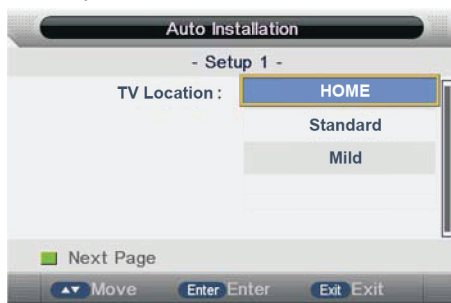 Auto Installation
- Setup 1 -
TV Location : HOME
Standard
Mild
Next Page
▲▼ Move Enter Enter Exit Exit